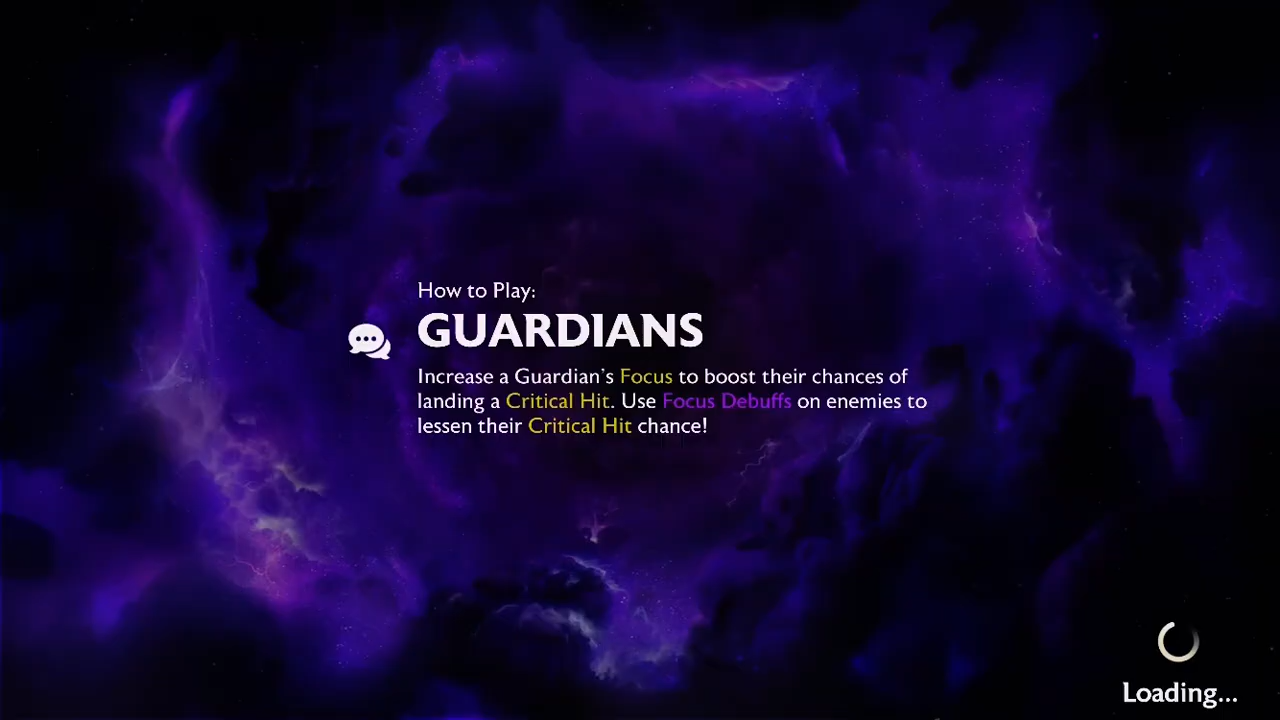 How to Play:
GUARDIANS
Increase a Guardian's Focus to boost their chances of
landing a Critical Hit. Use Focus Debuffs on enemies to
lessen their Critical Hit chance!
Loading...